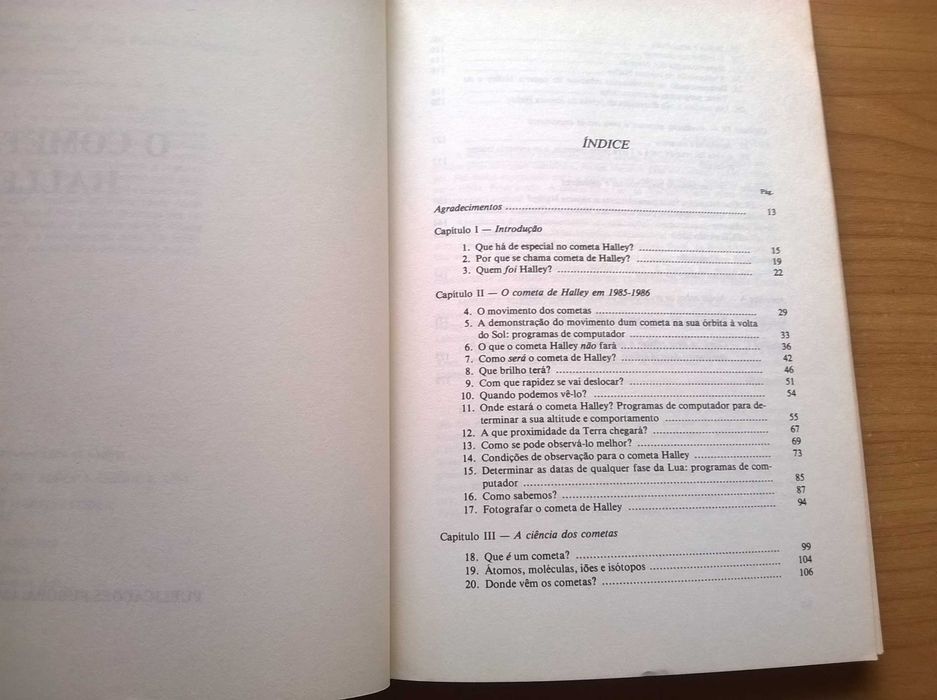 ÍNDICE
Pág.
Agradecimentos ........ 13
Capítulo I — Introdução
1. Que há de especial no cometa Halley? ........ 15
2. Por que se chama cometa de Halley? ........ 19
3. Quem foi Halley? ........ 22
Capítulo II — O cometa de Halley em 1985-1986
4. O movimento dos cometas ........ 29
5. A demonstração do movimento dum cometa na sua órbita à volta
do Sol: programas de computador ........ 33
6. O que o cometa Halley não fará ........ 36
7. Como será o cometa de Halley? ........ 42
8. Que brilho terá? ........ 46
9. Com que rapidez se vai deslocar? ........ 51
10. Quando podemos vê-lo? ........ 54
11. Onde estará o cometa Halley? Programas de computador para de-
terminar a sua altitude e comportamento ........ 55
12. A que proximidade da Terra chegará? ........ 67
13. Como se pode observá-lo melhor? ........ 69
14. Condições de observação para o cometa Halley ........ 73
15. Determinar as datas de qualquer fase da Lua: programas de com-
putador ........ 85
16. Como sabemos? ........ 87
17. Fotografar o cometa de Halley ........ 94
Capítulo III — A ciência dos cometas
18. Que é um cometa? ........ 99
19. Átomos, moléculas, iões e isótopos ........ 104
20. Donde vêm os cometas? ........ 106